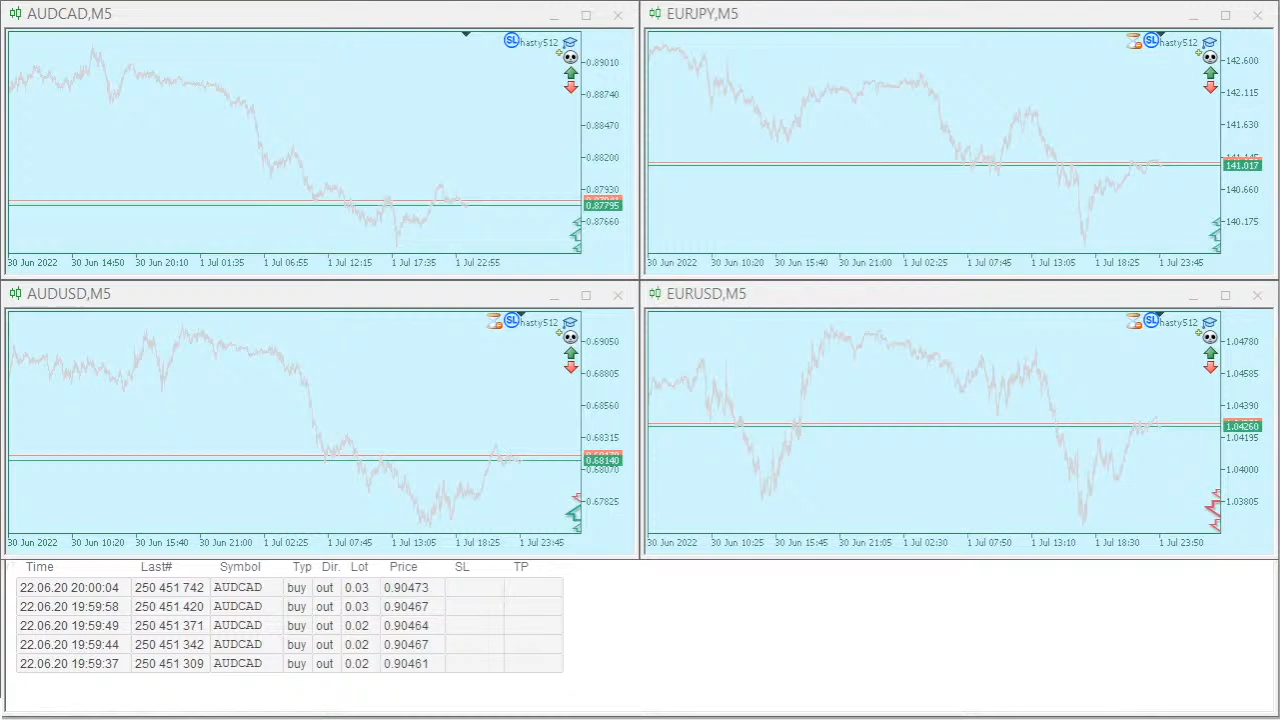 AUDCAD,M5
SL hasty512
0.89010
0.88740
0.88470
0.88200
0.87930
0.87795
0.87660
30 Jun 2022 30 Jun 14:50 30 Jun 20:10 1 Jul 01:35 1 Jul 06:55 1 Jul 12:15 1 Jul 17:35 1 Jul 22:55
EURJPY,M5
SL hasty512
142.600
142.115
141.630
141.145
141.017
140.660
140.175
30 Jun 2022 30 Jun 10:20 30 Jun 15:40 30 Jun 21:00 1 Jul 02:25 1 Jul 07:45 1 Jul 13:05 1 Jul 18:25 1 Jul 23:45
AUDUSD,M5
SL hasty512
0.69050
0.68805
0.68560
0.68315
0.68140
0.68070
0.67825
30 Jun 2022 30 Jun 10:20 30 Jun 15:40 30 Jun 21:00 1 Jul 02:25 1 Jul 07:45 1 Jul 13:05 1 Jul 18:25 1 Jul 23:45
EURUSD,M5
SL hasty512
1.04780
1.04585
1.04390
1.04260
1.04195
1.04000
1.03805
30 Jun 2022 30 Jun 10:25 30 Jun 15:45 30 Jun 21:05 1 Jul 02:30 1 Jul 07:50 1 Jul 13:10 1 Jul 18:30 1 Jul 23:50
Time Last# Symbol Typ Dir. Lot Price SL TP
22.06.20 20:00:04 250 451 742 AUDCAD buy out 0.03 0.90473
22.06.20 19:59:58 250 451 420 AUDCAD buy out 0.03 0.90467
22.06.20 19:59:49 250 451 371 AUDCAD buy out 0.02 0.90464
22.06.20 19:59:44 250 451 342 AUDCAD buy out 0.02 0.90467
22.06.20 19:59:37 250 451 309 AUDCAD buy out 0.02 0.90461